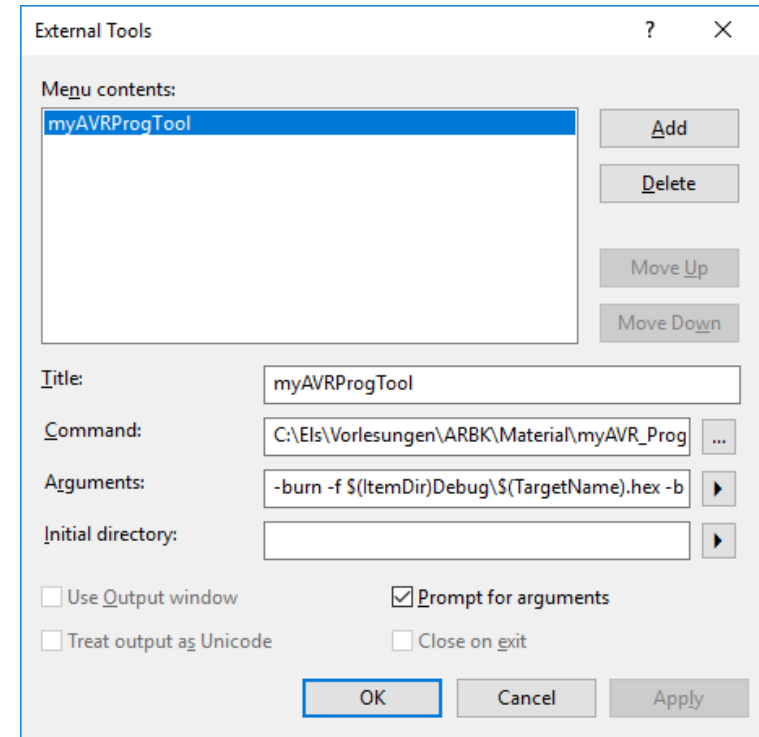 External Tools
?
Menu contents:
myAVRProgTool
Add
Delete
Move Up
Move Down
Title:
myAVRProgTool
Command:
C:\Els\Vorlesungen\ARBK\Material\myAVR_Prog
...
Arguments:
-burn -f $(ItemDir)Debug\$(TargetName).hex -b
Initial directory:
Use Output window
Prompt for arguments
Treat output as Unicode
Close on exit
OK
Cancel
Apply